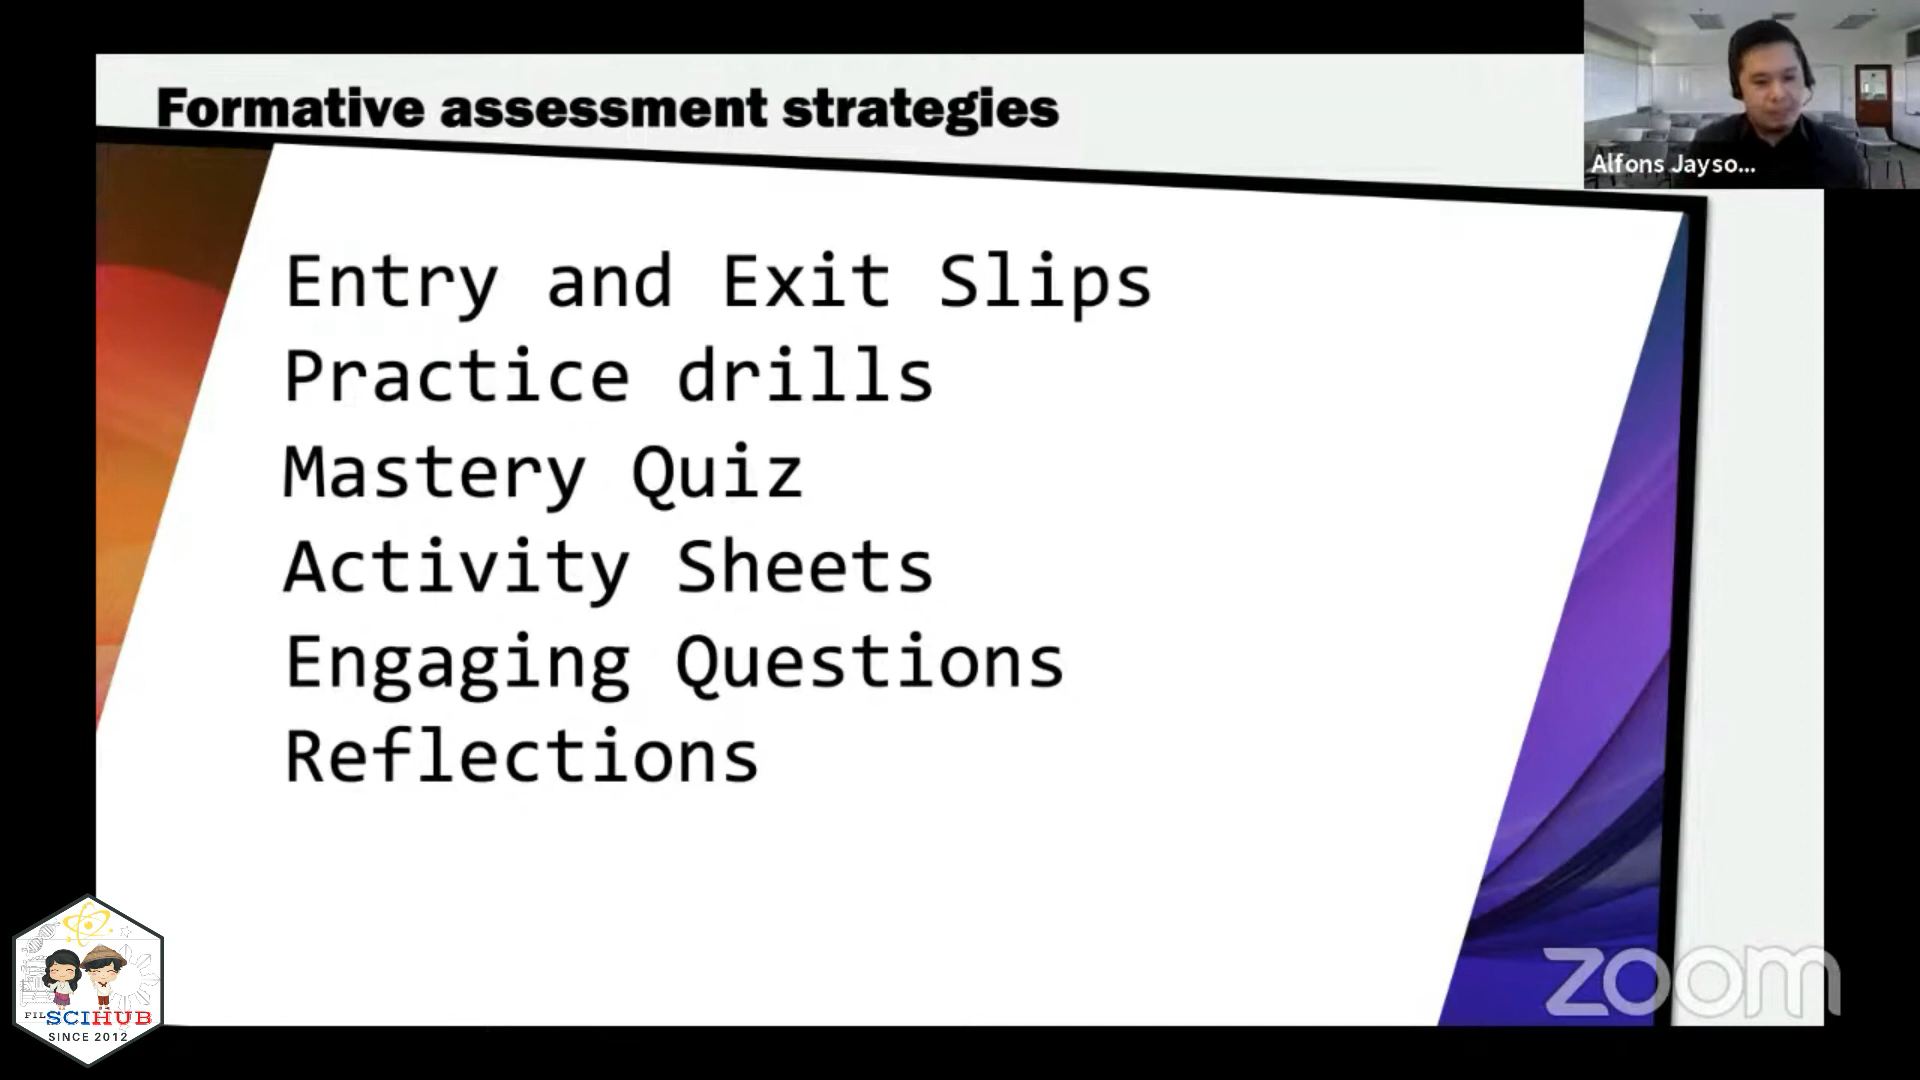 Formative assessment strategies
Alfons Jayso...
Entry and Exit Slips
Practice drills
Mastery Quiz
Activity Sheets
Engaging Questions
Reflections
zoom
FIL SCIHUB
SINCE 2012